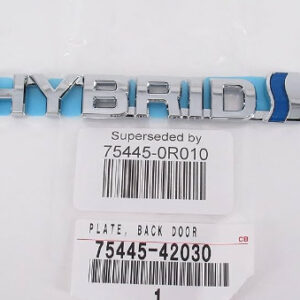 HYBRID
Superseded by
75445-0R010
PLATE, BACK DOOR
CB
75445-42030
1